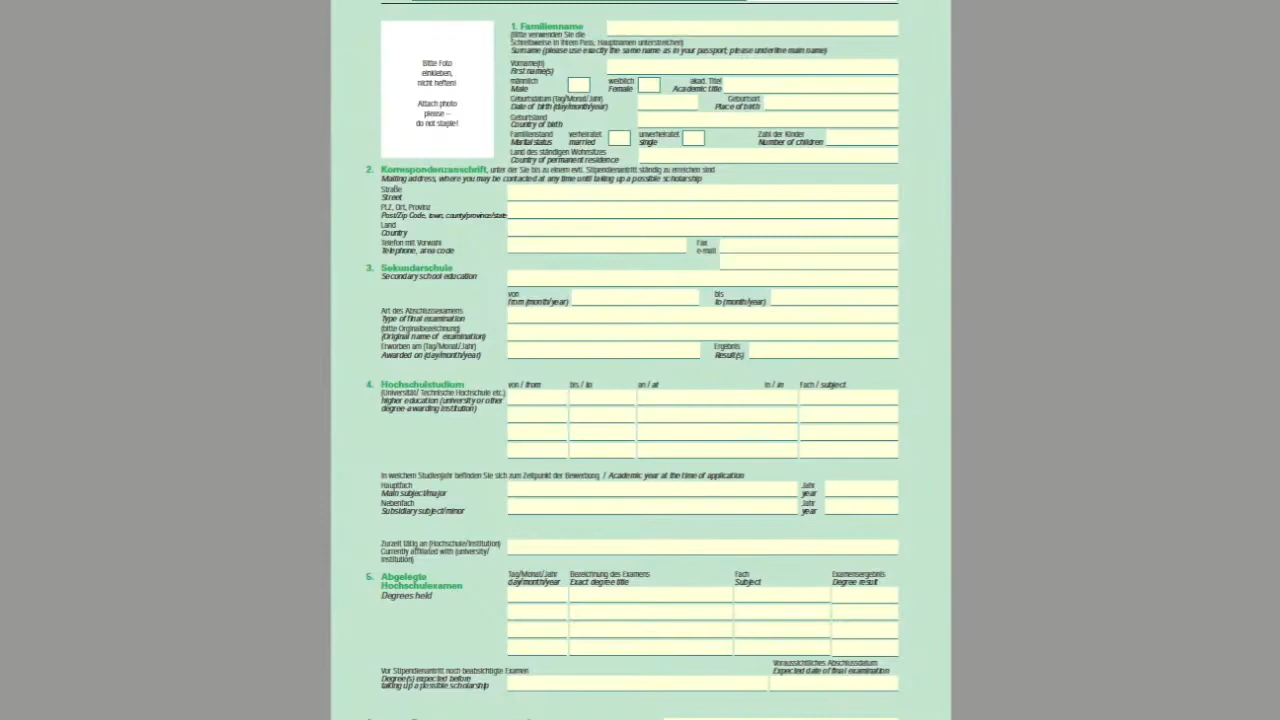 Bitte Foto
einkleben,
nicht heften!
Attach photo
please –
do not staple!
1. Familienname
(Bitte verwenden Sie die
Schreibweise in Ihrem Pass; Hauptnamen unterstreichen)
Surname (please use exactly the same name as in your passport; please underline main name)
Vorname(n)
First name(s)
männlich weiblich akad. Titel
Male Female Academic title
Geburtsdatum (Tag/Monat/Jahr) Geburtsort
Date of birth (day/month/year) Place of birth
Geburtsland
Country of birth
Familienstand verheiratet unverheiratet Zahl der Kinder
Marital status married single Number of children
Land des ständigen Wohnsitzes
Country of permanent residence
2. Korrespondenzanschrift, unter der Sie bis zu einem evtl. Stipendienantritt ständig zu erreichen sind
Mailing address, where you may be contacted at any time until taking up a possible scholarship
Straße
Street
PLZ, Ort, Provinz
Post/Zip Code, town, county/province/state
Land
Country
Telefon mit Vorwahl Fax
Telephone, area code e-mail
3. Sekundarschule
Secondary school education
von bis
from (month/year) to (month/year)
Art des Abschlussexamens
Type of final examination
(bitte Orginalbezeichnung)
(Original name of examination)
Erworben am (Tag/Monat/Jahr) Ergebnis
Awarded on (day/month/year) Result(s)
4. Hochschulstudium von / from bis / to an / at in / in Fach / subject
(Universität/ Technische Hochschule etc.)
higher education (university or other
degree-awarding institution)
In welchem Studienjahr befinden Sie sich zum Zeitpunkt der Bewerbung / Academic year at the time of application
Hauptfach Jahr
Main subject/major year
Nebenfach Jahr
Subsidiary subject/minor year
Zurzeit tätig an (Hochschule/Institution)
Currently affiliated with (university/
institution)
5. Abgelegte Hochschulexamen
Degrees held
Tag/Monat/Jahr Bezeichnung des Examens Fach Examensergebnis
day/month/year Exact degree title Subject Degree result
Voraussichtliches Abschlussdatum
Vor Stipendienantritt noch beabsichtigte Examen Expected date of final examination
Degree(s) expected before
taking up a possible scholarship